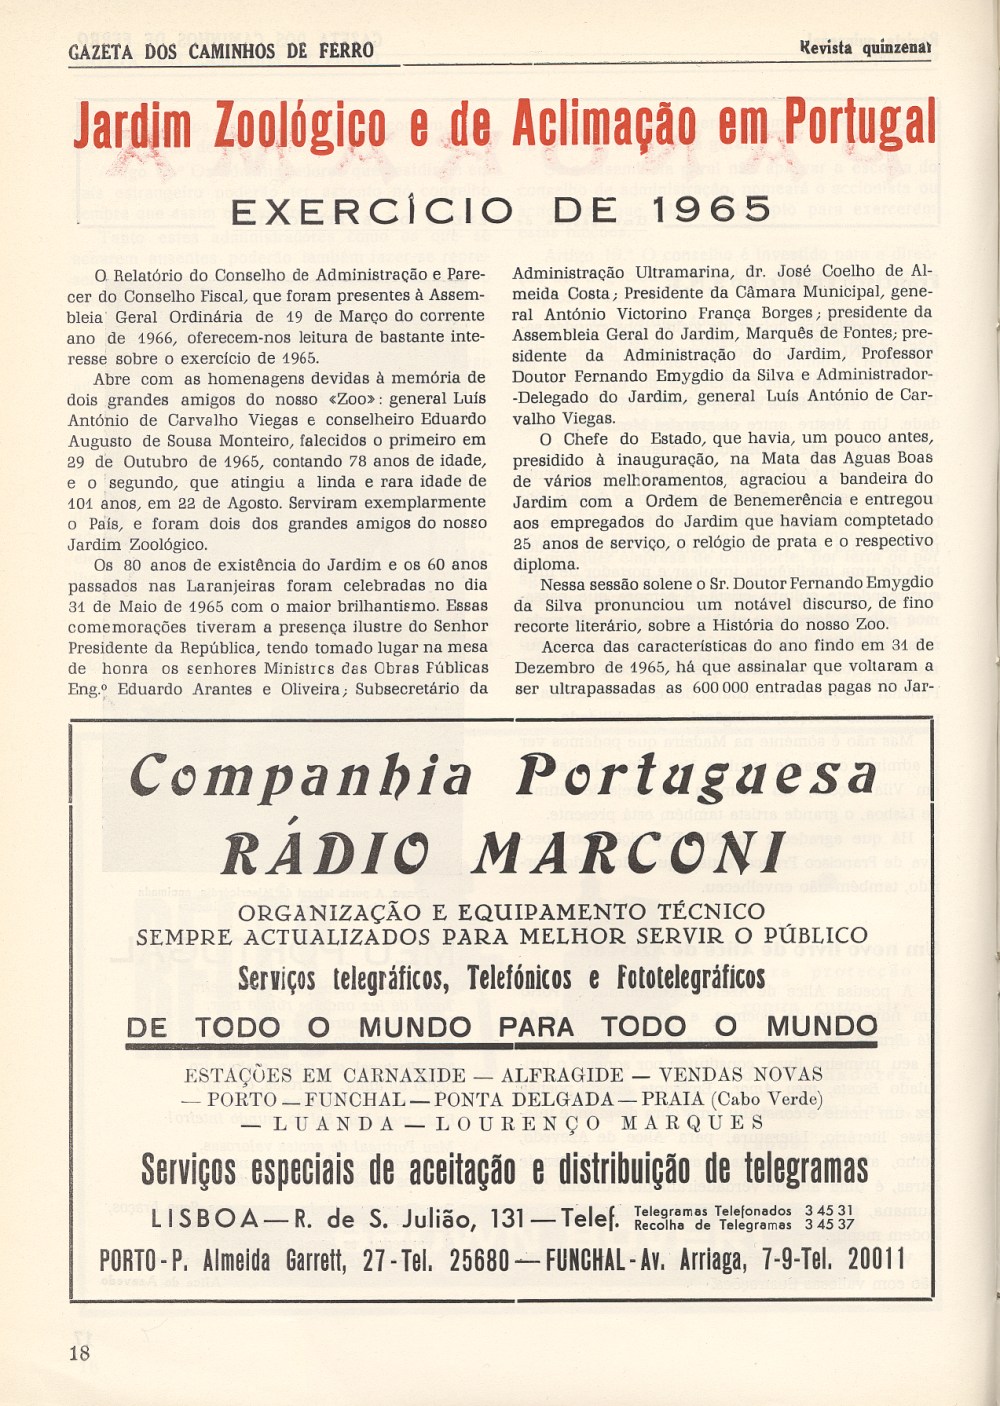 GAZETA DOS CAMINHOS DE FERRO
Revista quinzenal
Jardim Zoológico e de Aclimação em Portugal
EXERCÍCIO DE 1965
O Relatório do Conselho de Administração e Pare-
cer do Conselho Fiscal, que foram presentes à Assem-
bleia Geral Ordinária de 19 de Março do corrente
ano de 1966, oferecem-nos leitura de bastante inte-
resse sobre o exercício de 1965.
Abre com as homenagens devidas à memória de
dois grandes amigos do nosso «Zoo»: general Luís
António de Carvalho Viegas e conselheiro Eduardo
Augusto de Sousa Monteiro, falecidos o primeiro em
29 de Outubro de 1965, contando 78 anos de idade,
e o segundo, que atingiu a linda e rara idade de
101 anos, em 22 de Agosto. Serviram exemplarmente
o País, e foram dois dos grandes amigos do nosso
Jardim Zoológico.
Os 80 anos de existência do Jardim e os 60 anos
passados nas Laranjeiras foram celebradas no dia
31 de Maio de 1965 com o maior brilhantismo. Essas
comemorações tiveram a presença ilustre do Senhor
Presidente da República, tendo tomado lugar na mesa
de honra os senhores Ministros das Obras Públicas
Eng.º Eduardo Arantes e Oliveira; Subsecretário da
Administração Ultramarina, dr. José Coelho de Al-
meida Costa; Presidente da Câmara Municipal, gene-
ral António Victorino França Borges; presidente da
Assembleia Geral do Jardim, Marquês de Fontes; pre-
sidente da Administração do Jardim, Professor
Doutor Fernando Emygdio da Silva e Administrador-
-Delegado do Jardim, general Luís António de Car-
valho Viegas.
O Chefe do Estado, que havia, um pouco antes,
presidido à inauguração, na Mata das Aguas Boas
de vários melhoramentos, agraciou a bandeira do
Jardim com a Ordem de Benemerência e entregou
aos empregados do Jardim que haviam comptetado
25 anos de serviço, o relógio de prata e o respectivo
diploma.
Nessa sessão solene o Sr. Doutor Fernando Emygdio
da Silva pronunciou um notável discurso, de fino
recorte literário, sobre a História do nosso Zoo.
Acerca das características do ano findo em 31 de
Dezembro de 1965, há que assinalar que voltaram a
ser ultrapassadas as 600 000 entradas pagas no Jar-
Companhia Portuguesa
RÁDIO MARCONI
ORGANIZAÇÃO E EQUIPAMENTO TÉCNICO
SEMPRE ACTUALIZADOS PARA MELHOR SERVIR O PÚBLICO
Serviços telegráficos, Telefónicos e Fototelegráficos
DE TODO O MUNDO PARA TODO O MUNDO
ESTAÇÕES EM CARNAXIDE — ALFRAGIDE — VENDAS NOVAS
— PORTO — FUNCHAL — PONTA DELGADA — PRAIA (Cabo Verde)
— LUANDA — LOURENÇO MARQUES
Serviços especiais de aceitação e distribuição de telegramas
LISBOA — R. de S. Julião, 131 — Telef. Telegramas Telefonados 3 45 31
Recolha de Telegramas 3 45 37
PORTO - P. Almeida Garrett, 27 - Tel. 25680 — FUNCHAL - Av. Arriaga, 7-9 - Tel. 20011
18